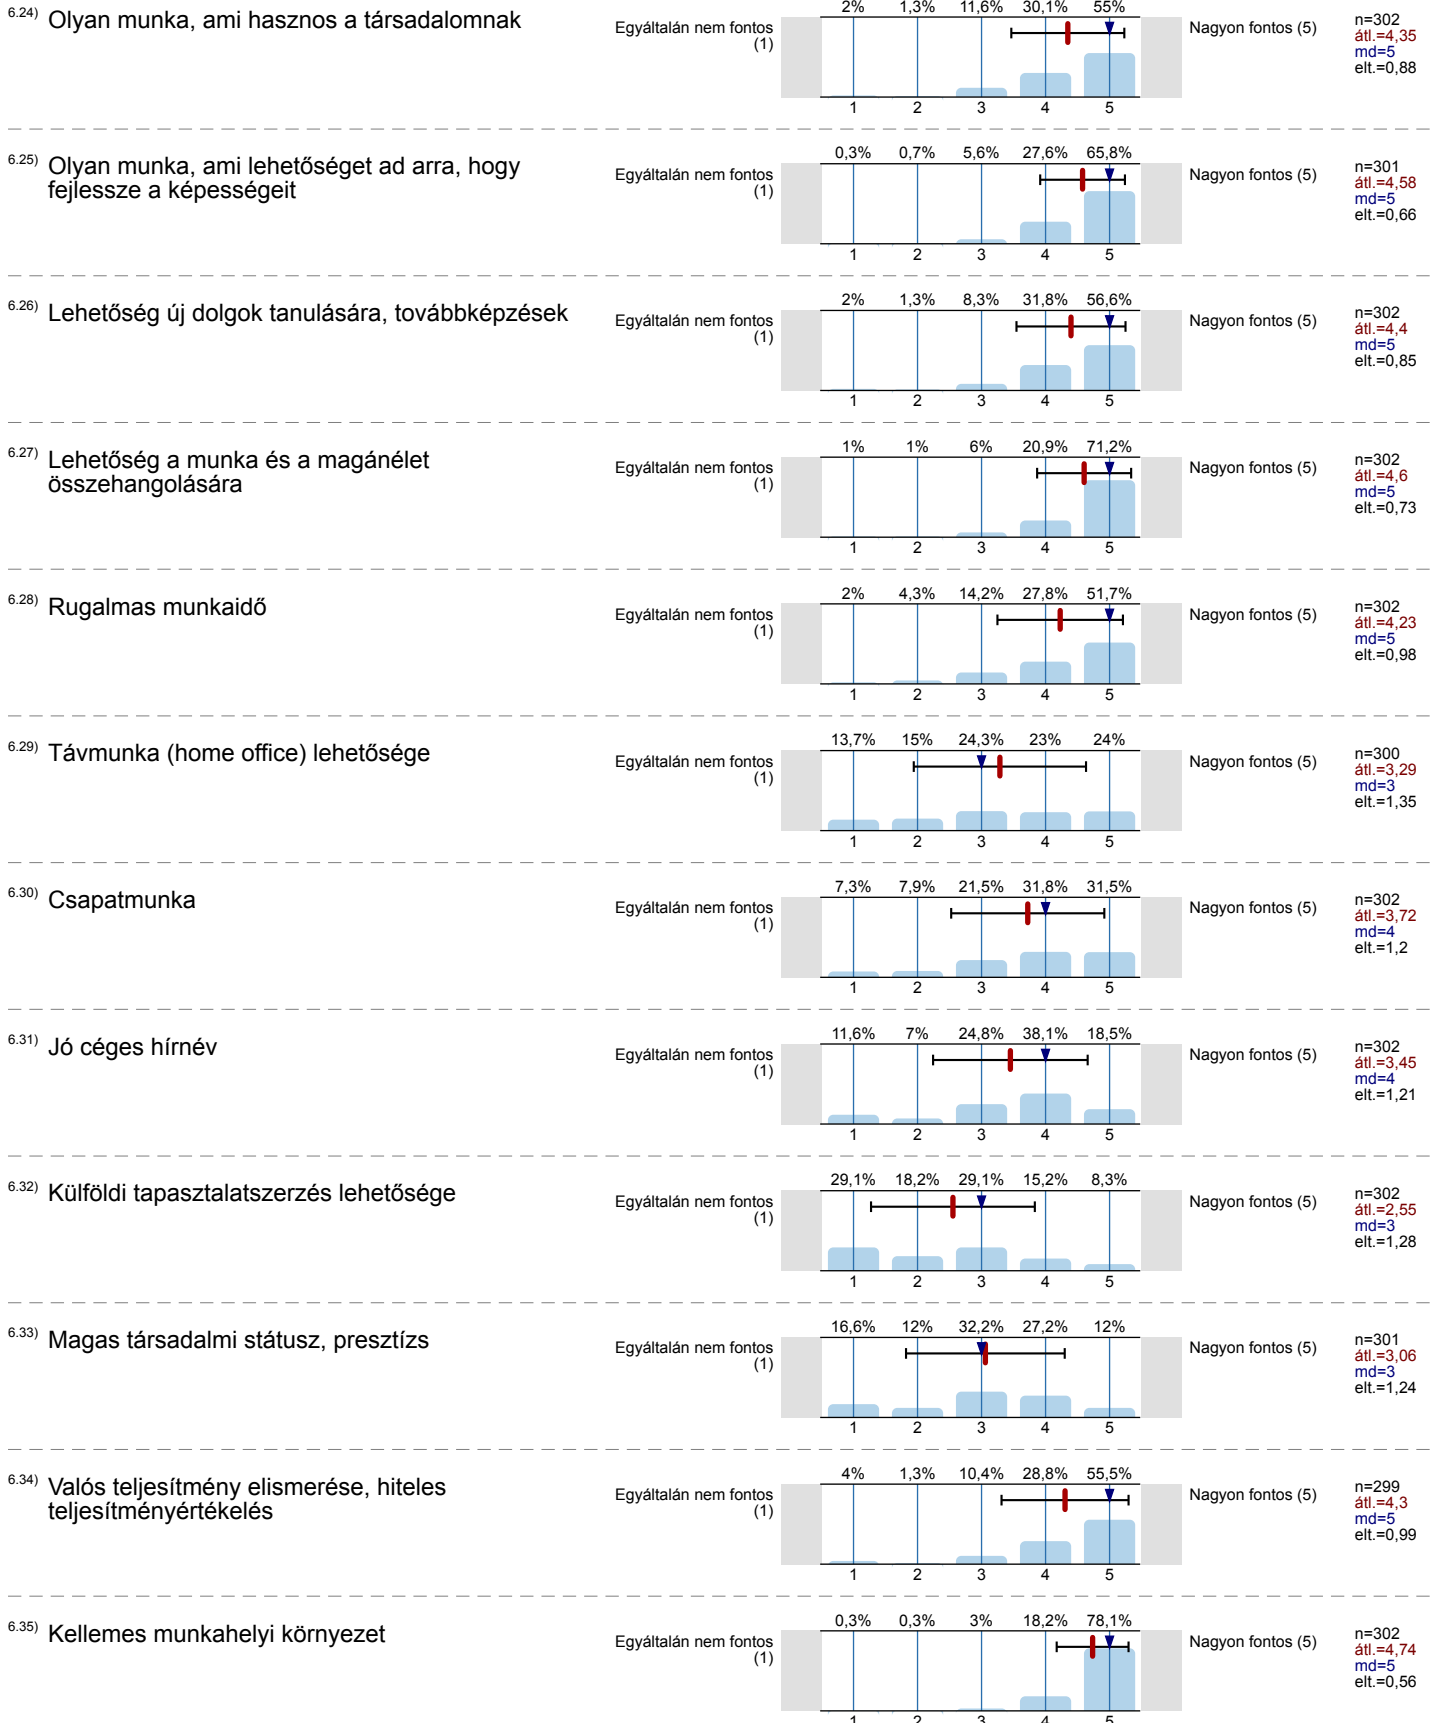 6.24) Olyan munka, ami hasznos a társadalomnak
Egyáltalán nem fontos
(1)
2% 1,3% 11,6% 30,1% 55%
1 2 3 4 5
Nagyon fontos (5)
n=302
átl.=4,35
md=5
elt.=0,88
6.25) Olyan munka, ami lehetőséget ad arra, hogy
fejlessze a képességeit
Egyáltalán nem fontos
(1)
0,3% 0,7% 5,6% 27,6% 65,8%
1 2 3 4 5
Nagyon fontos (5)
n=301
átl.=4,58
md=5
elt.=0,66
6.26) Lehetőség új dolgok tanulására, továbbképzések
Egyáltalán nem fontos
(1)
2% 1,3% 8,3% 31,8% 56,6%
1 2 3 4 5
Nagyon fontos (5)
n=302
átl.=4,4
md=5
elt.=0,85
6.27) Lehetőség a munka és a magánélet
összehangolására
Egyáltalán nem fontos
(1)
1% 1% 6% 20,9% 71,2%
1 2 3 4 5
Nagyon fontos (5)
n=302
átl.=4,6
md=5
elt.=0,73
6.28) Rugalmas munkaidő
Egyáltalán nem fontos
(1)
2% 4,3% 14,2% 27,8% 51,7%
1 2 3 4 5
Nagyon fontos (5)
n=302
átl.=4,23
md=5
elt.=0,98
6.29) Távmunka (home office) lehetősége
Egyáltalán nem fontos
(1)
13,7% 15% 24,3% 23% 24%
1 2 3 4 5
Nagyon fontos (5)
n=300
átl.=3,29
md=3
elt.=1,35
6.30) Csapatmunka
Egyáltalán nem fontos
(1)
7,3% 7,9% 21,5% 31,8% 31,5%
1 2 3 4 5
Nagyon fontos (5)
n=302
átl.=3,72
md=4
elt.=1,2
6.31) Jó céges hírnév
Egyáltalán nem fontos
(1)
11,6% 7% 24,8% 38,1% 18,5%
1 2 3 4 5
Nagyon fontos (5)
n=302
átl.=3,45
md=4
elt.=1,21
6.32) Külföldi tapasztalatszerzés lehetősége
Egyáltalán nem fontos
(1)
29,1% 18,2% 29,1% 15,2% 8,3%
1 2 3 4 5
Nagyon fontos (5)
n=302
átl.=2,55
md=3
elt.=1,28
6.33) Magas társadalmi státusz, presztízs
Egyáltalán nem fontos
(1)
16,6% 12% 32,2% 27,2% 12%
1 2 3 4 5
Nagyon fontos (5)
n=301
átl.=3,06
md=3
elt.=1,24
6.34) Valós teljesítmény elismerése, hiteles
teljesítményértékelés
Egyáltalán nem fontos
(1)
4% 1,3% 10,4% 28,8% 55,5%
1 2 3 4 5
Nagyon fontos (5)
n=299
átl.=4,3
md=5
elt.=0,99
6.35) Kellemes munkahelyi környezet
Egyáltalán nem fontos
(1)
0,3% 0,3% 3% 18,2% 78,1%
1 2 3 4 5
Nagyon fontos (5)
n=302
átl.=4,74
md=5
elt.=0,56